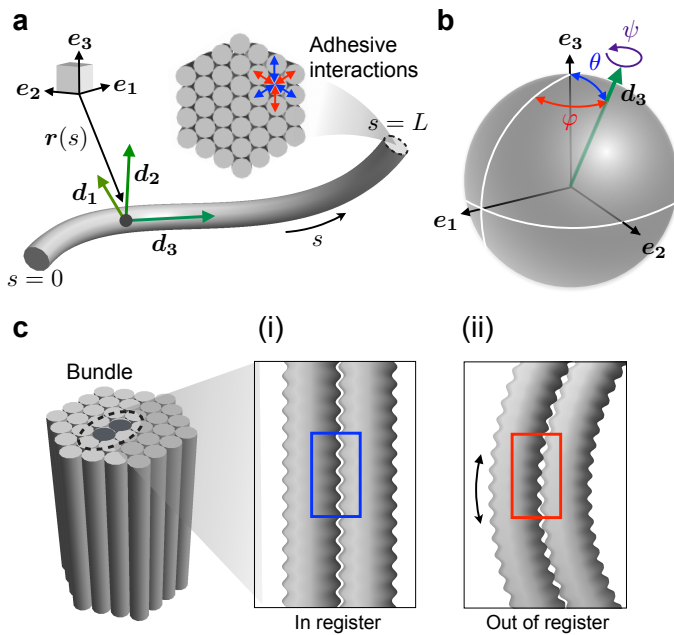 a
e₃
e₂
e₁
r(s)
d₁
d₂
d₃
s = 0
s
s = L
Adhesive
interactions
b
e₃
ψ
θ
d₃
φ
e₁
e₂
c
Bundle
(i)
In register
(ii)
Out of register